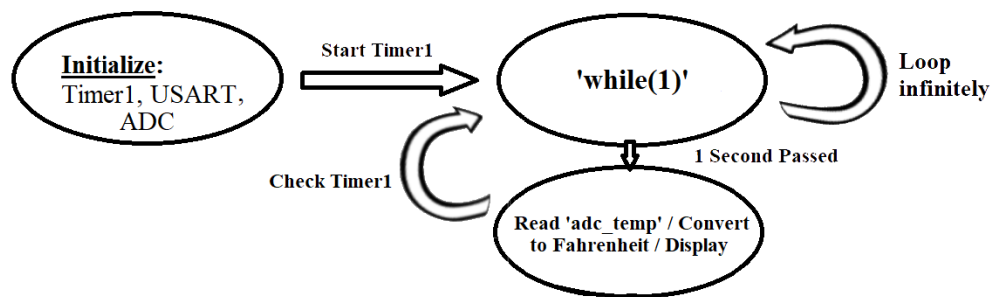 Initialize:
Timer1, USART,
ADC
Start Timer1
'while(1)'
Loop
infinitely
1 Second Passed
Check Timer1
Read 'adc_temp' / Convert
to Fahrenheit / Display